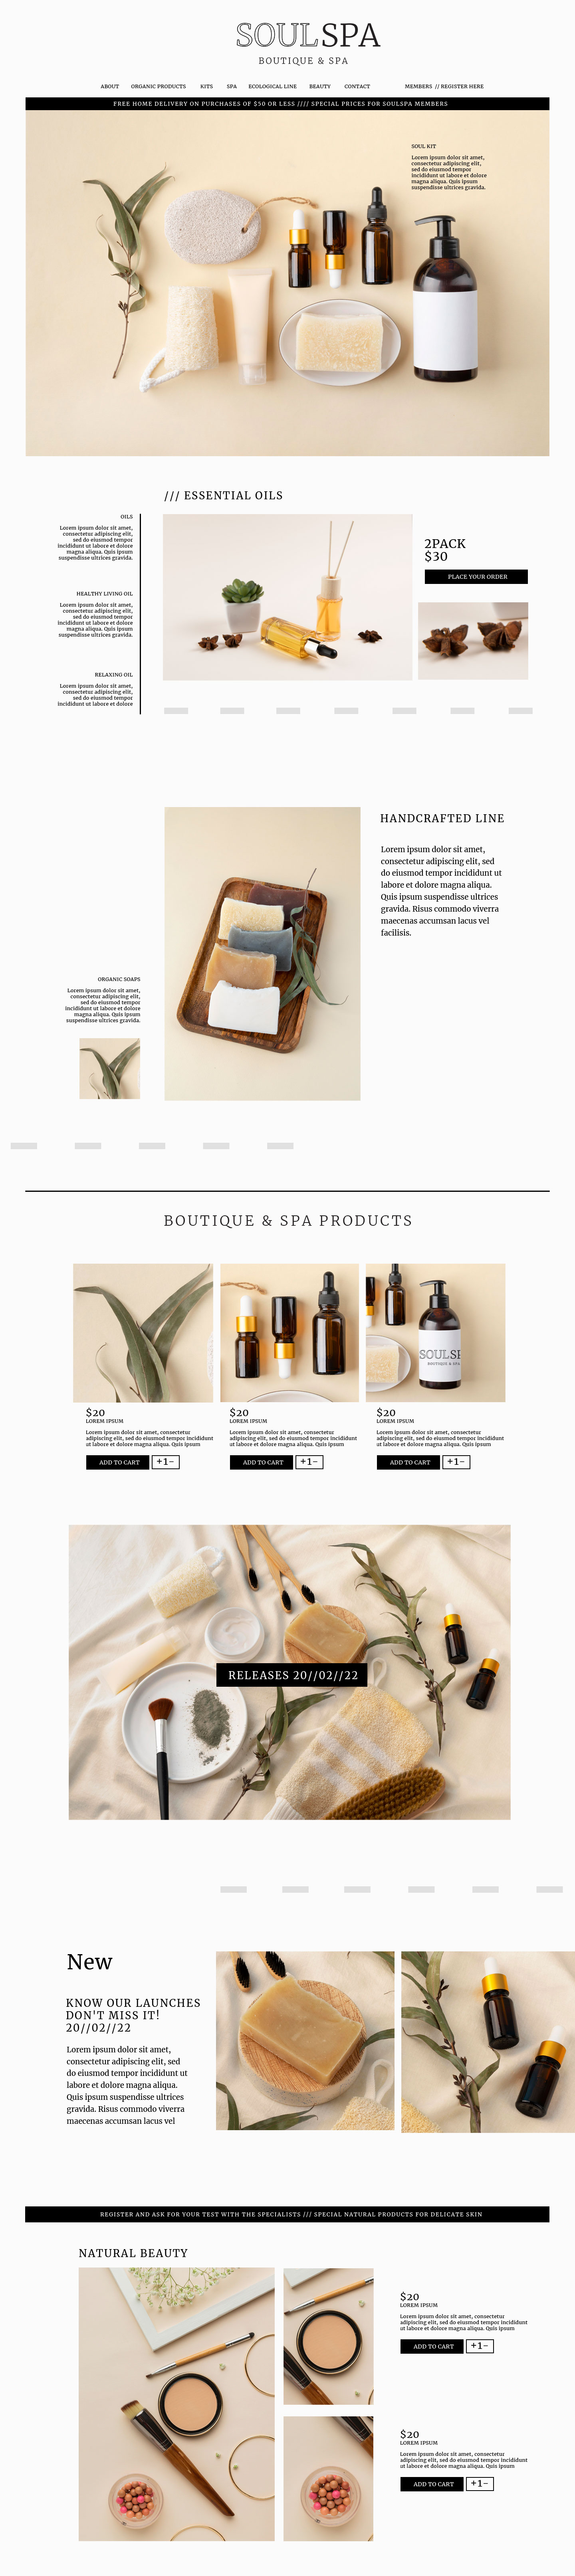 SOULSPA
BOUTIQUE & SPA
ABOUT ORGANIC PRODUCTS KITS SPA ECOLOGICAL LINE BEAUTY CONTACT MEMBERS // REGISTER HERE
FREE HOME DELIVERY ON PURCHASES OF $50 OR LESS //// SPECIAL PRICES FOR SOULSPA MEMBERS
SOUL KIT
Lorem ipsum dolor sit amet,
consectetur adipiscing elit,
sed do eiusmod tempor
incididunt ut labore et dolore
magna aliqua. Quis ipsum
suspendisse ultrices gravida.
/// ESSENTIAL OILS
OILS
Lorem ipsum dolor sit amet,
consectetur adipiscing elit,
sed do eiusmod tempor
incididunt ut labore et dolore
magna aliqua. Quis ipsum
suspendisse ultrices gravida.
HEALTHY LIVING OIL
Lorem ipsum dolor sit amet,
consectetur adipiscing elit,
sed do eiusmod tempor
incididunt ut labore et dolore
magna aliqua. Quis ipsum
suspendisse ultrices gravida.
RELAXING OIL
Lorem ipsum dolor sit amet,
consectetur adipiscing elit,
sed do eiusmod tempor
incididunt ut labore et dolore
2PACK
$30
PLACE YOUR ORDER
HANDCRAFTED LINE
Lorem ipsum dolor sit amet,
consectetur adipiscing elit, sed
do eiusmod tempor incididunt ut
labore et dolore magna aliqua.
Quis ipsum suspendisse ultrices
gravida. Risus commodo viverra
maecenas accumsan lacus vel
facilisis.
ORGANIC SOAPS
Lorem ipsum dolor sit amet,
consectetur adipiscing elit,
sed do eiusmod tempor
incididunt ut labore et dolore
magna aliqua. Quis ipsum
suspendisse ultrices gravida.
BOUTIQUE & SPA PRODUCTS
SOULSP
BOUTIQUE & SPA
$20
LOREM IPSUM
Lorem ipsum dolor sit amet, consectetur
adipiscing elit, sed do eiusmod tempor incididunt
ut labore et dolore magna aliqua. Quis ipsum
ADD TO CART +1-
$20
LOREM IPSUM
Lorem ipsum dolor sit amet, consectetur
adipiscing elit, sed do eiusmod tempor incididunt
ut labore et dolore magna aliqua. Quis ipsum
ADD TO CART +1-
$20
LOREM IPSUM
Lorem ipsum dolor sit amet, consectetur
adipiscing elit, sed do eiusmod tempor incididunt
ut labore et dolore magna aliqua. Quis ipsum
ADD TO CART +1-
RELEASES 20//02//22
New
KNOW OUR LAUNCHES
DON'T MISS IT!
20//02//22
Lorem ipsum dolor sit amet,
consectetur adipiscing elit, sed
do eiusmod tempor incididunt ut
labore et dolore magna aliqua.
Quis ipsum suspendisse ultrices
gravida. Risus commodo viverra
maecenas accumsan lacus vel
REGISTER AND ASK FOR YOUR TEST WITH THE SPECIALISTS /// SPECIAL NATURAL PRODUCTS FOR DELICATE SKIN
NATURAL BEAUTY
$20
LOREM IPSUM
Lorem ipsum dolor sit amet, consectetur
adipiscing elit, sed do eiusmod tempor incididunt
ut labore et dolore magna aliqua. Quis ipsum
ADD TO CART +1-
$20
LOREM IPSUM
Lorem ipsum dolor sit amet, consectetur
adipiscing elit, sed do eiusmod tempor incididunt
ut labore et dolore magna aliqua. Quis ipsum
ADD TO CART +1-